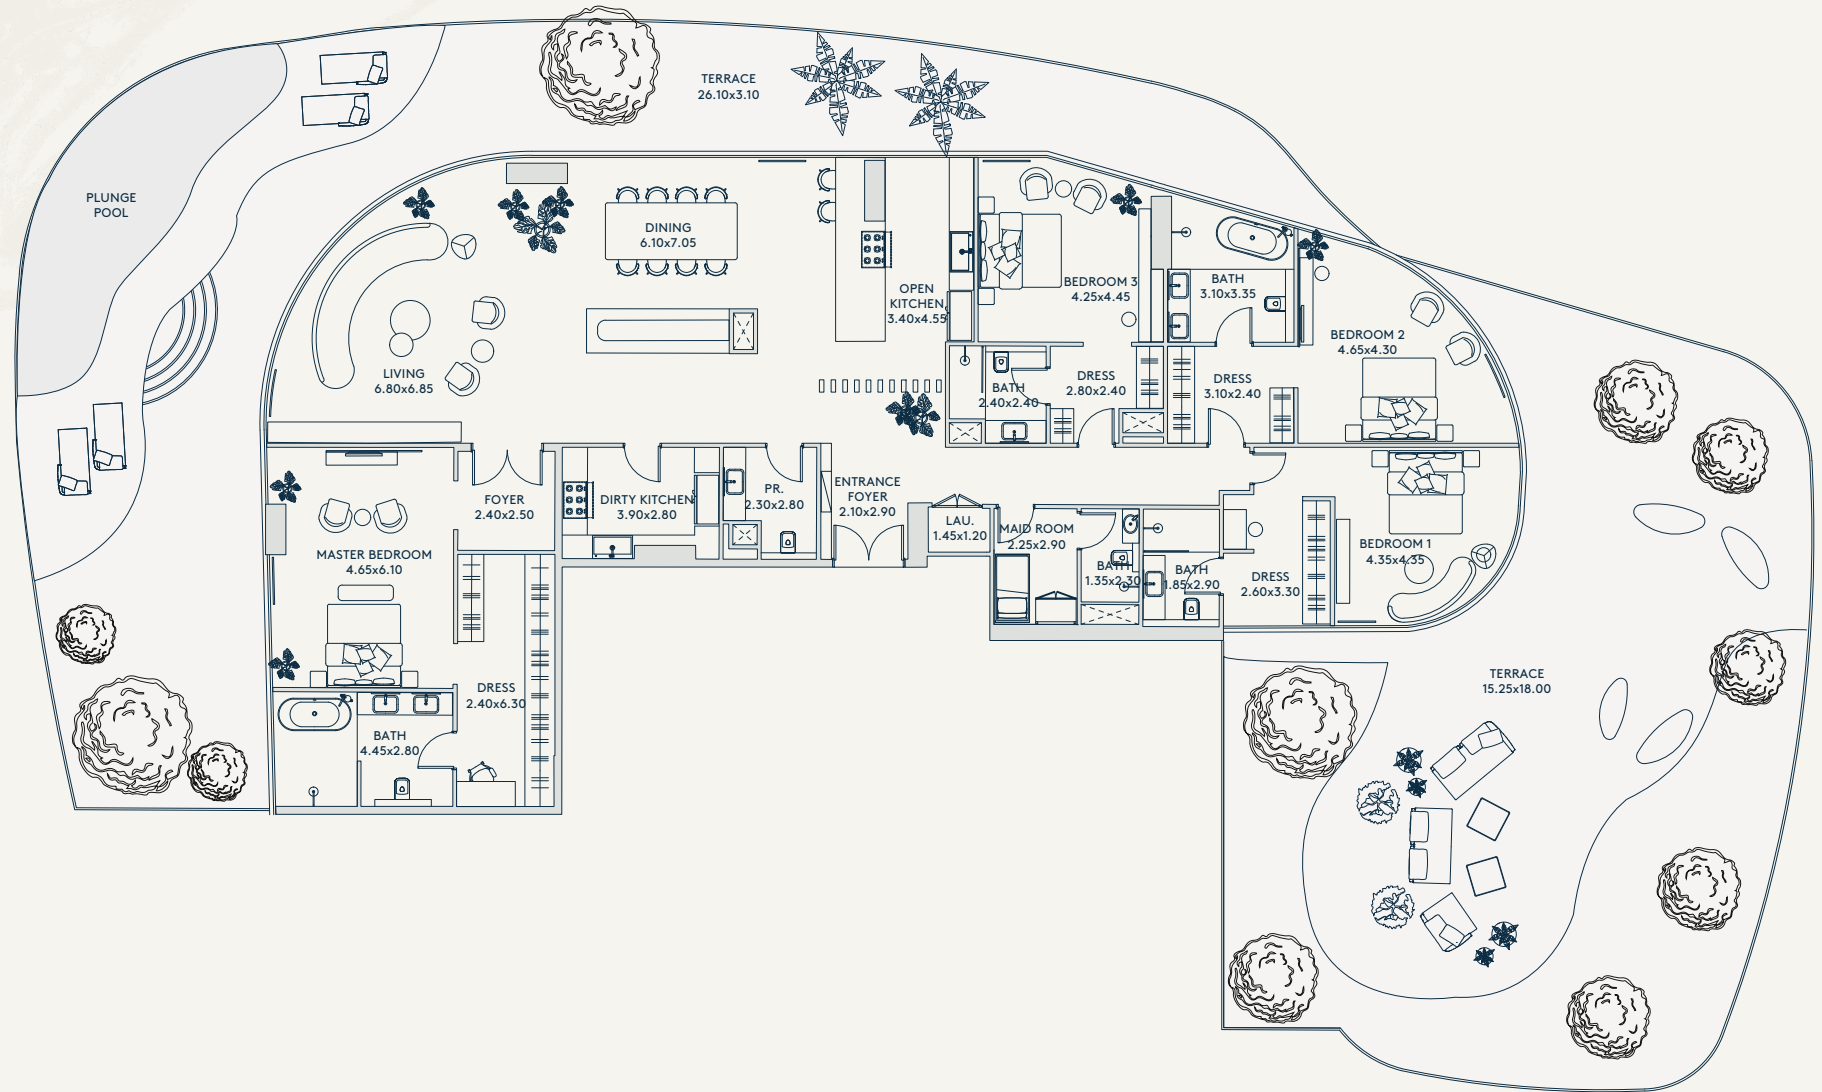 TERRACE
26.10x3.10
PLUNGE
POOL
DINING
6.10x7.05
OPEN
KITCHEN
3.40x4.55
BEDROOM 3
4.25x4.45
BATH
3.10x3.35
BEDROOM 2
4.65x4.30
LIVING
6.80x6.85
BATH
2.40x2.40
DRESS
2.80x2.40
DRESS
3.10x2.40
FOYER
2.40x2.50
DIRTY KITCHEN
3.90x2.80
PR.
2.30x2.80
ENTRANCE
FOYER
2.10x2.90
LAU.
1.45x1.20
MAID ROOM
2.25x2.90
BATH
1.35x2.30
BATH
1.85x2.90
DRESS
2.60x3.30
BEDROOM 1
4.35x4.35
MASTER BEDROOM
4.65x6.10
DRESS
2.40x6.30
BATH
4.45x2.80
TERRACE
15.25x18.00